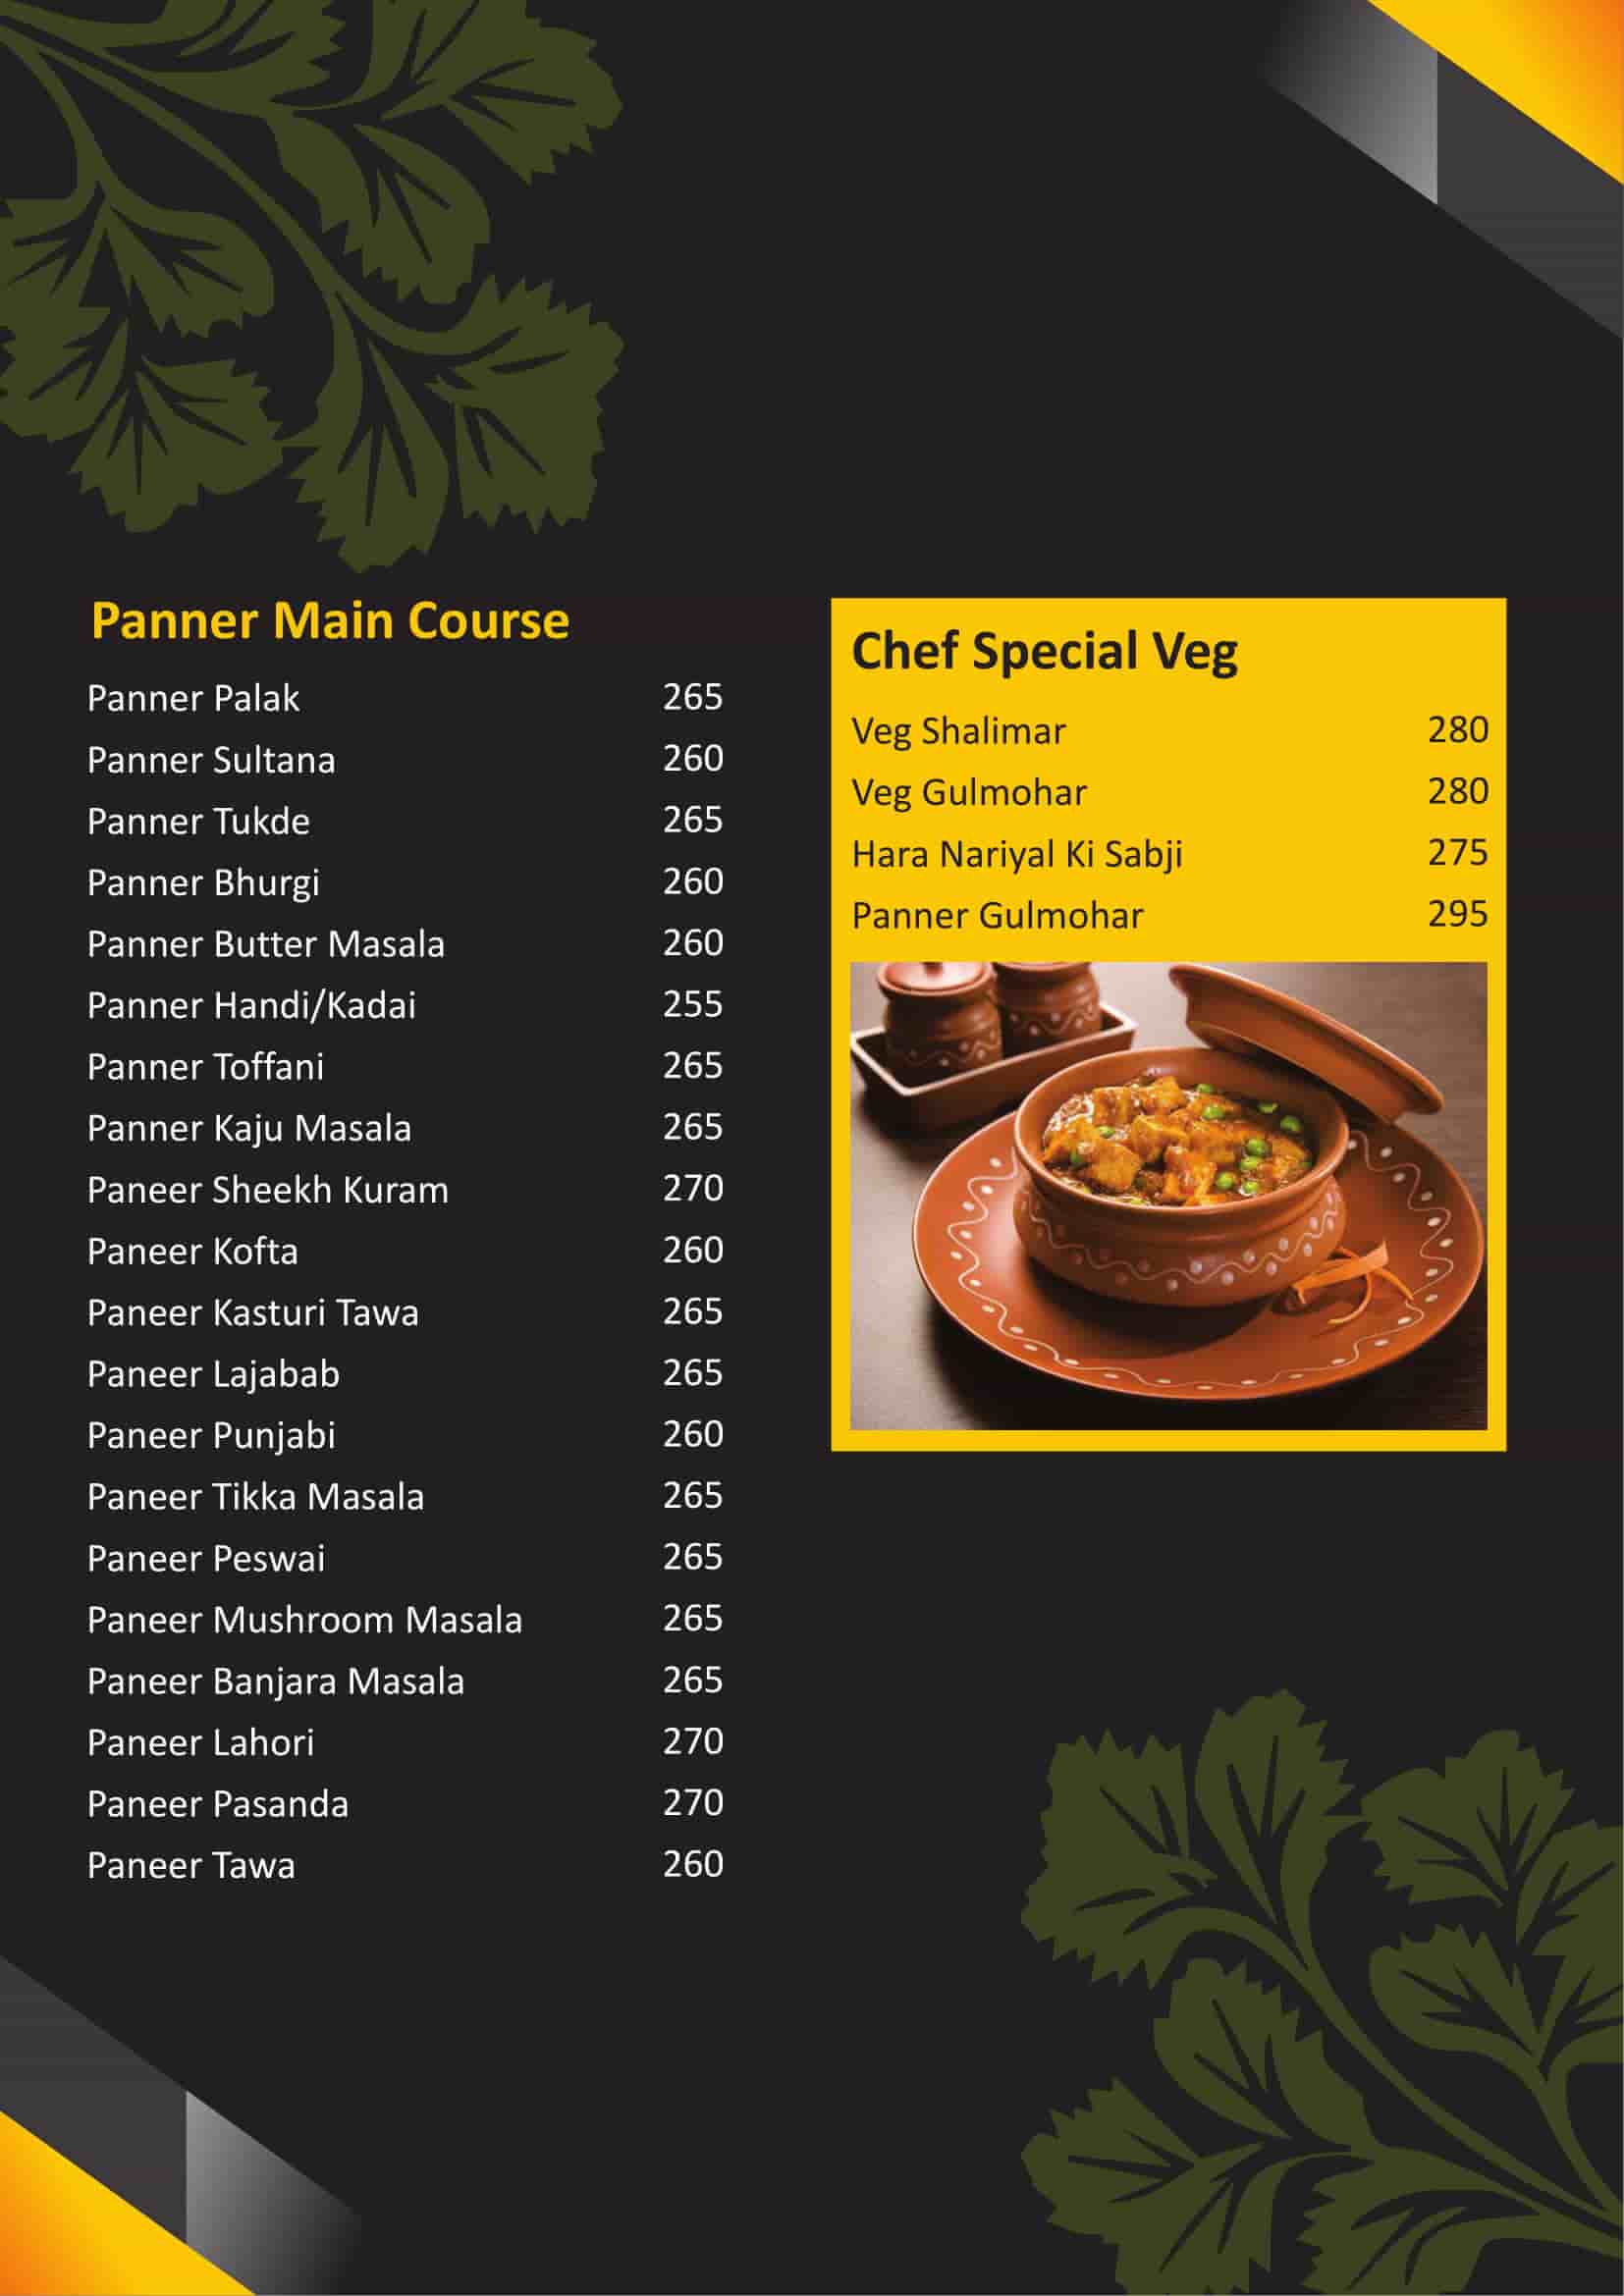 Panner Main Course
Panner Palak 265
Panner Sultana 260
Panner Tukde 265
Panner Bhurgi 260
Panner Butter Masala 260
Panner Handi/Kadai 255
Panner Toffani 265
Panner Kaju Masala 265
Paneer Sheekh Kuram 270
Paneer Kofta 260
Paneer Kasturi Tawa 265
Paneer Lajabab 265
Paneer Punjabi 260
Paneer Tikka Masala 265
Paneer Peswai 265
Paneer Mushroom Masala 265
Paneer Banjara Masala 265
Paneer Lahori 270
Paneer Pasanda 270
Paneer Tawa 260
Chef Special Veg
Veg Shalimar 280
Veg Gulmohar 280
Hara Nariyal Ki Sabji 275
Panner Gulmohar 295